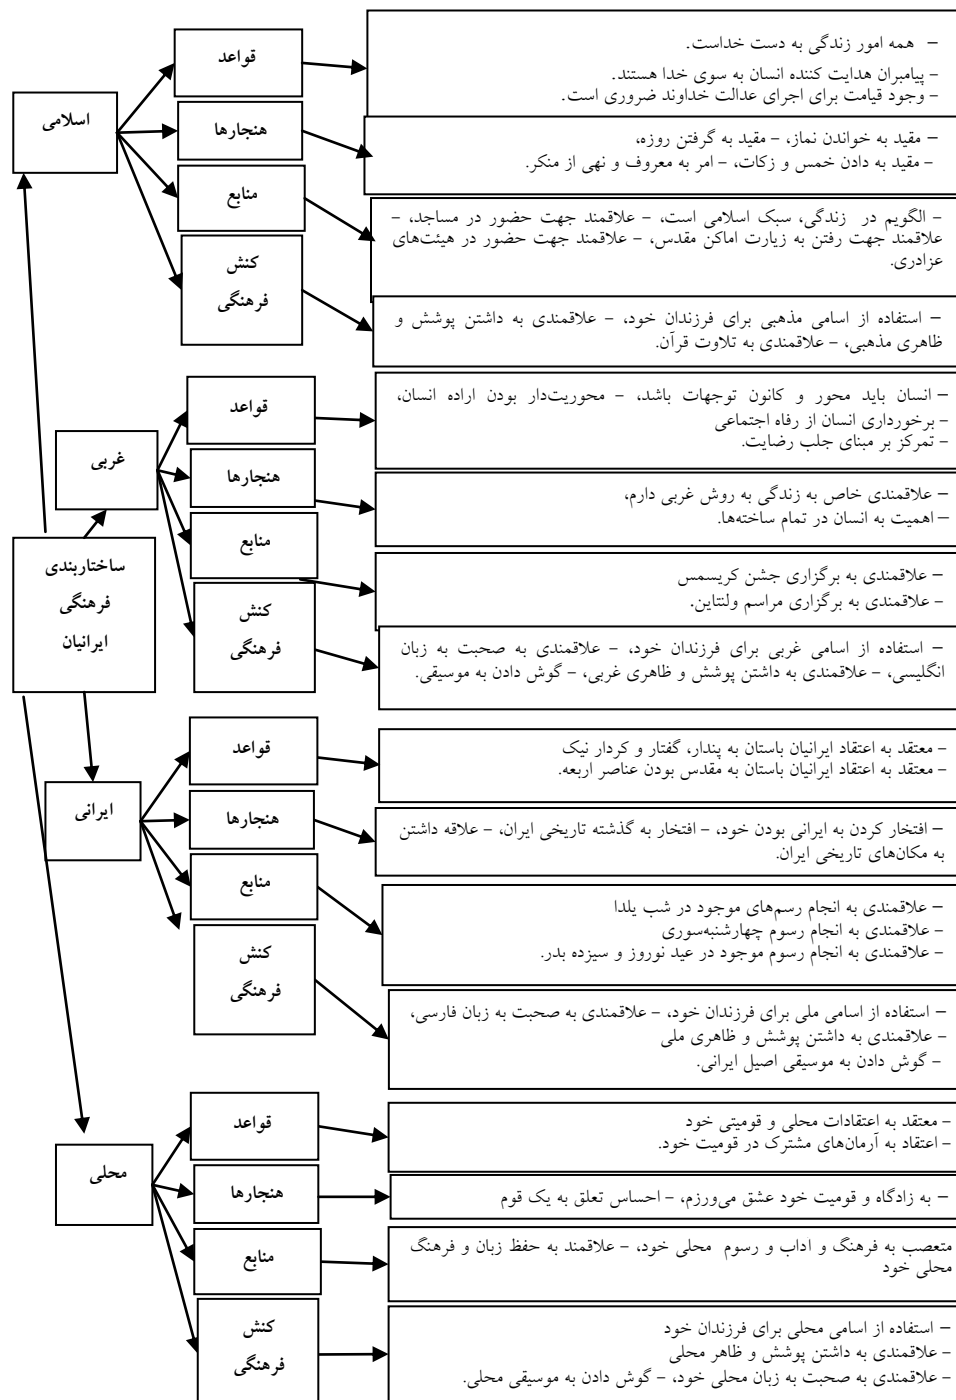 ساختاربندی
فرهنگی
ایرانیان
اسلامی
قواعد
– همه امور زندگی به دست خداست.
– پیامبران هدایت کننده انسان به سوی خدا هستند.
– وجود قیامت برای اجرای عدالت خداوند ضروری است.
هنجارها
– مقید به خواندن نماز، – مقید به گرفتن روزه،
– مقید به دادن خمس و زکات، – امر به معروف و نهی از منکر.
منابع
– الگویم در زندگی، سبک اسلامی است، – علاقمند جهت حضور در مساجد، –
علاقمند جهت رفتن به زیارت اماکن مقدس، – علاقمند جهت حضور در هیئت‌های
عزاداری.
کنش
فرهنگی
– استفاده از اسامی مذهبی برای فرزندان خود، – علاقمندی به داشتن پوشش و
ظاهری مذهبی، – علاقمندی به تلاوت قرآن.
غربی
قواعد
– انسان باید محور و کانون توجهات باشد، – محوریت‌دار بودن اراده انسان،
– برخورداری انسان از رفاه اجتماعی
– تمرکز بر مبنای جلب رضایت.
هنجارها
– علاقمندی خاص به زندگی به روش غربی دارم،
– اهمیت به انسان در تمام ساخته‌ها.
منابع
– علاقمندی به برگزاری جشن کریسمس
– علاقمندی به برگزاری مراسم ولنتاین.
کنش
فرهنگی
– استفاده از اسامی غربی برای فرزندان خود، – علاقمندی به صحبت به زبان
انگلیسی، – علاقمندی به داشتن پوشش و ظاهری غربی، – گوش دادن به موسیقی.
ایرانی
قواعد
– معتقد به اعتقاد ایرانیان باستان به پندار، گفتار و کردار نیک
– معتقد به اعتقاد ایرانیان باستان به مقدس بودن عناصر اربعه.
هنجارها
– افتخار کردن به ایرانی بودن خود، – افتخار به گذشته تاریخی ایران، – علاقه داشتن
به مکان‌های تاریخی ایران.
منابع
– علاقمندی به انجام رسم‌های موجود در شب یلدا
– علاقمندی به انجام رسوم چهارشنبه‌سوری
– علاقمندی به انجام رسوم موجود در عید نوروز و سیزده بدر.
کنش
فرهنگی
– استفاده از اسامی ملی برای فرزندان خود، – علاقمندی به صحبت به زبان فارسی،
– علاقمندی به داشتن پوشش و ظاهری ملی
– گوش دادن به موسیقی اصیل ایرانی.
محلی
قواعد
– معتقد به اعتقادات محلی و قومیتی خود
– اعتقاد به آرمان‌های مشترک در قومیت خود.
هنجارها
– به زادگاه و قومیت خود عشق می‌ورزم، – احساس تعلق به یک قوم
منابع
متعصب به فرهنگ و اداب و رسوم محلی خود، – علاقمند به حفظ زبان و فرهنگ
محلی خود
کنش
فرهنگی
– استفاده از اسامی محلی برای فرزندان خود
– علاقمندی به داشتن پوشش و ظاهر محلی
– علاقمندی به صحبت به زبان محلی خود، – گوش دادن به موسیقی محلی.